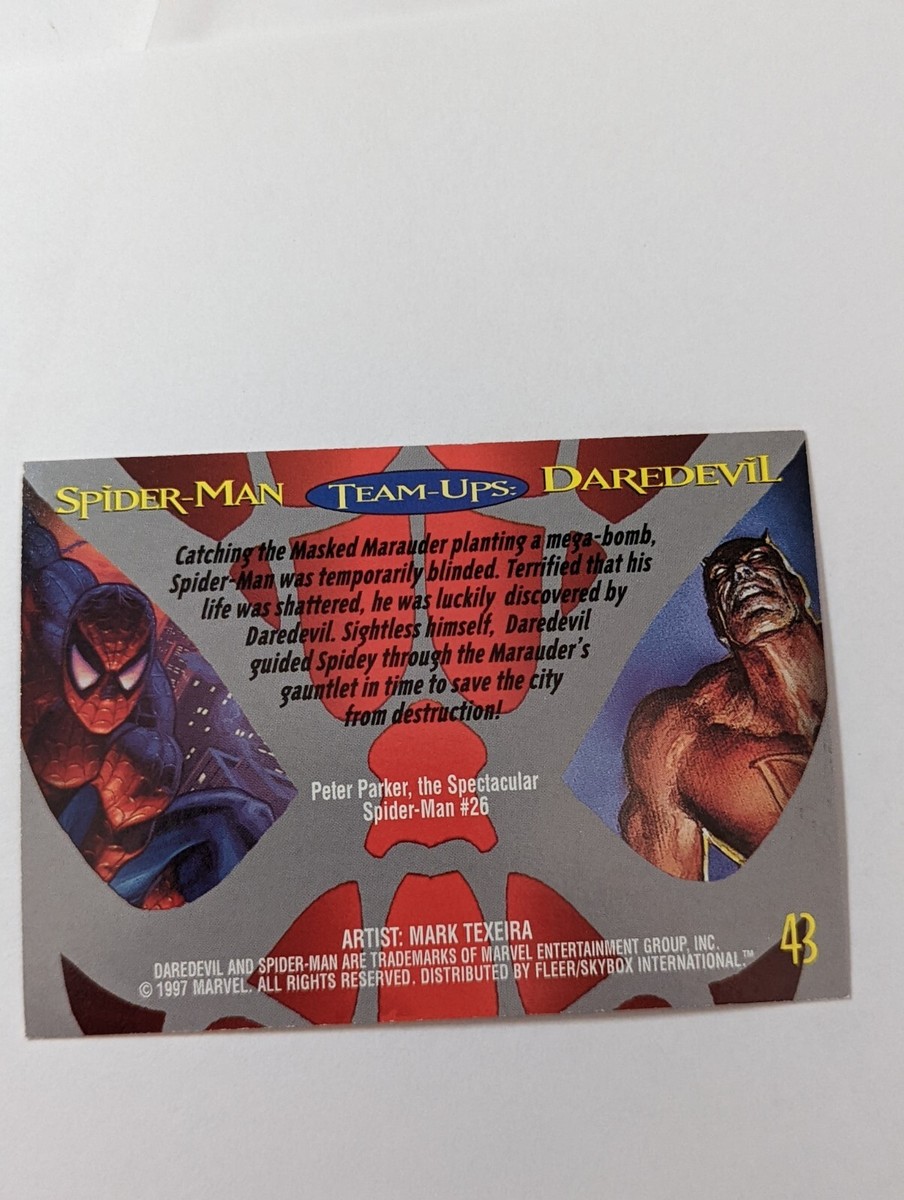 SPIDER-MAN TEAM-UPS: DAREDEVIL
Catching the Masked Marauder planting a mega-bomb,
Spider-Man was temporarily blinded. Terrified that his
life was shattered, he was luckily discovered by
Daredevil. Sightless himself, Daredevil
guided Spidey through the Marauder's
gauntlet in time to save the city
from destruction!
Peter Parker, the Spectacular
Spider-Man #26
ARTIST: MARK TEXEIRA
DAREDEVIL AND SPIDER-MAN ARE TRADEMARKS OF MARVEL ENTERTAINMENT GROUP, INC.
© 1997 MARVEL. ALL RIGHTS RESERVED. DISTRIBUTED BY FLEER/SKYBOX INTERNATIONAL.™
43